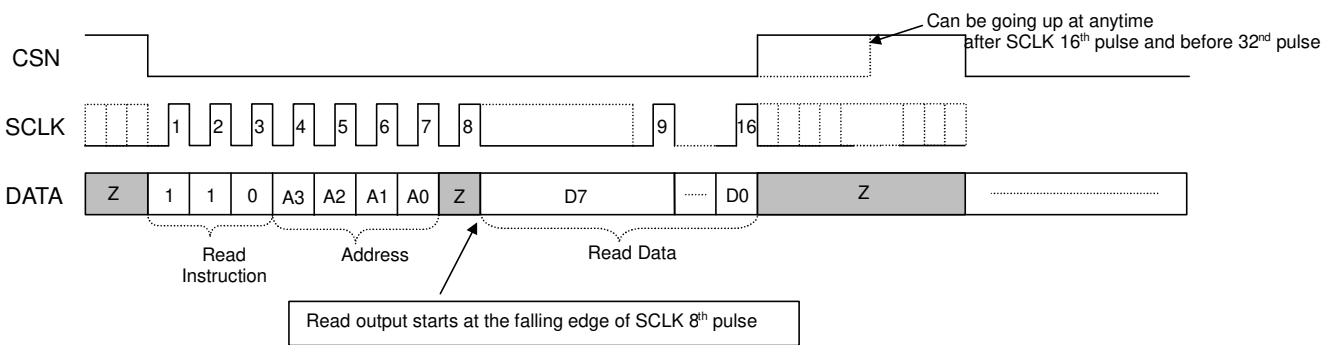 Can be going up at anytime
after SCLK 16th pulse and before 32nd pulse
CSN
SCLK 1 2 3 4 5 6 7 8 9 16
DATA Z 1 1 0 A3 A2 A1 A0 Z D7 ...... D0 Z ..............................
Read
Instruction
Address
Read Data
Read output starts at the falling edge of SCLK 8th pulse